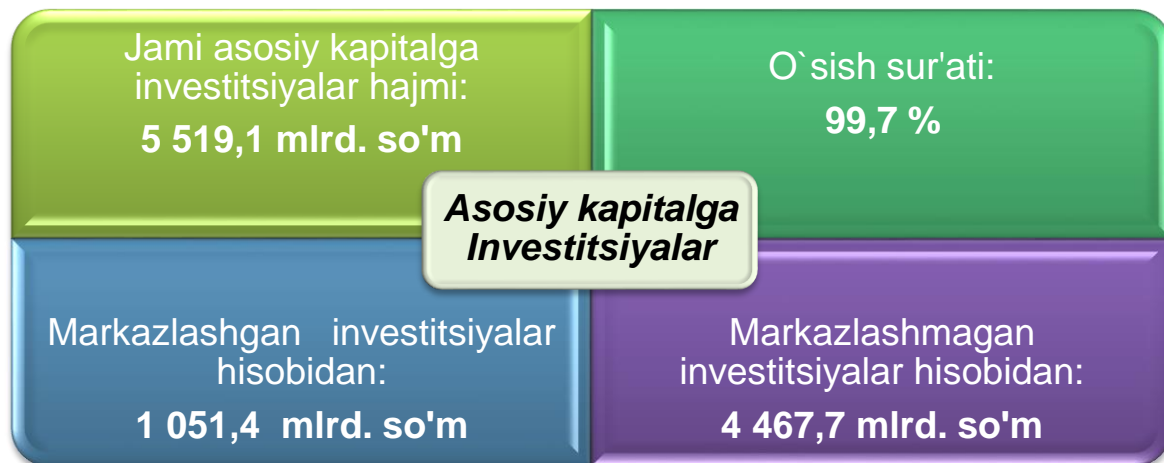 Jami asosiy kapitalga
investitsiyalar hajmi:
5 519,1 mlrd. so'm
O`sish sur'ati:
99,7 %
Asosiy kapitalga
Investitsiyalar
Markazlashgan investitsiyalar
hisobidan:
1 051,4 mlrd. so'm
Markazlashmagan
investitsiyalar hisobidan:
4 467,7 mlrd. so'm